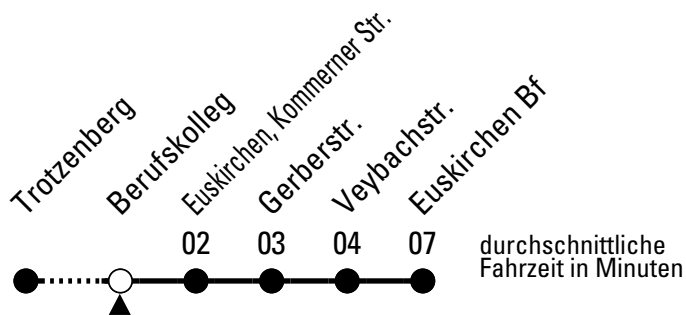 Trotzenberg
Berufskolleg
Euskirchen, Kommerner Str.
Gerberstr.
Veybachstr.
Euskirchen Bf
02 03 04 07
durchschnittliche
Fahrzeit in Minuten